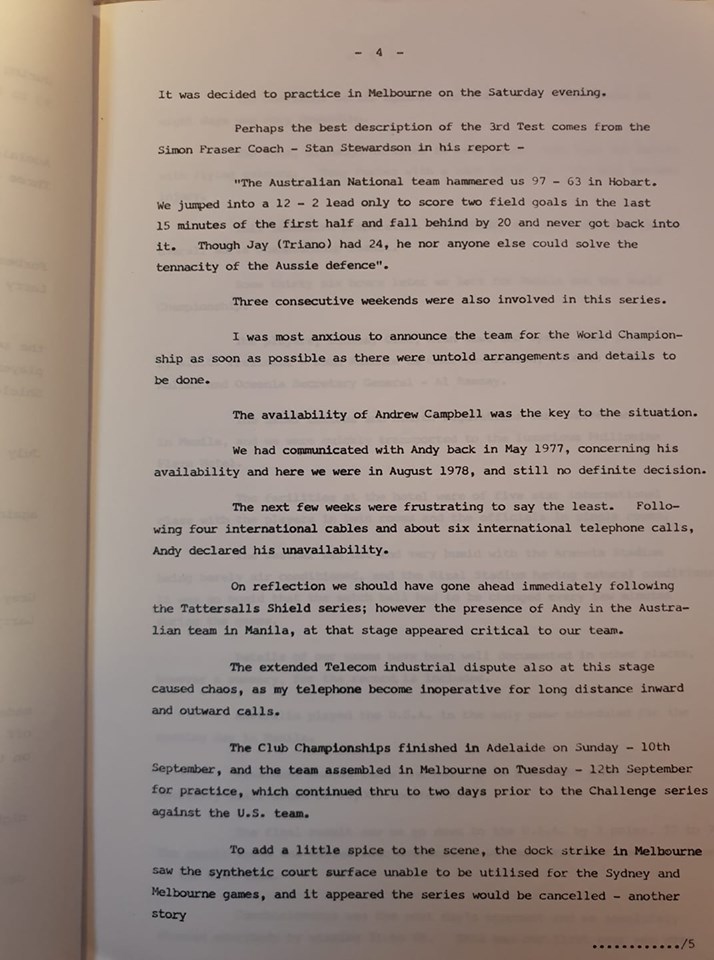 - 4 -
It was decided to practice in Melbourne on the Saturday evening.
Perhaps the best description of the 3rd Test comes from the
Simon Fraser Coach - Stan Stewardson in his report -
"The Australian National team hammered us 97 - 63 in Hobart.
We jumped into a 12 - 2 lead only to score two field goals in the last
15 minutes of the first half and fall behind by 20 and never got back into
it. Though Jay (Triano) had 24, he nor anyone else could solve the
tennacity of the Aussie defence".
Three consecutive weekends were also involved in this series.
I was most anxious to announce the team for the World Champion-
ship as soon as possible as there were untold arrangements and details to
be done.
The availability of Andrew Campbell was the key to the situation.
We had communicated with Andy back in May 1977, concerning his
availability and here we were in August 1978, and still no definite decision.
The next few weeks were frustrating to say the least. Follo-
wing four international cables and about six international telephone calls,
Andy declared his unavailability.
On reflection we should have gone ahead immediately following
the Tattersalls Shield series; however the presence of Andy in the Austra-
lian team in Manila, at that stage appeared critical to our team.
The extended Telecom industrial dispute also at this stage
caused chaos, as my telephone become inoperative for long distance inward
and outward calls.
The Club Championships finished in Adelaide on Sunday - 10th
September, and the team assembled in Melbourne on Tuesday - 12th September
for practice, which continued thru to two days prior to the Challenge series
against the U.S. team.
To add a little spice to the scene, the dock strike in Melbourne
saw the synthetic court surface unable to be utilised for the Sydney and
Melbourne games, and it appeared the series would be cancelled - another
story
............/5